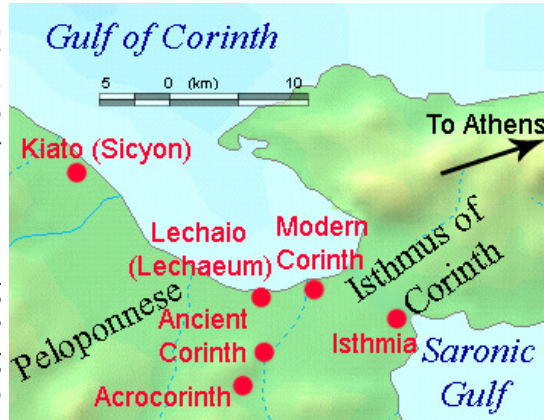 Gulf of Corinth
5 0 (km) 10
To Athens
Kiato (Sicyon)
Lechaio
(Lechaeum)
Modern
Corinth
Isthmus of
Corinth
Peloponnese
Ancient
Corinth
Isthmia
Acrocorinth
Saronic
Gulf